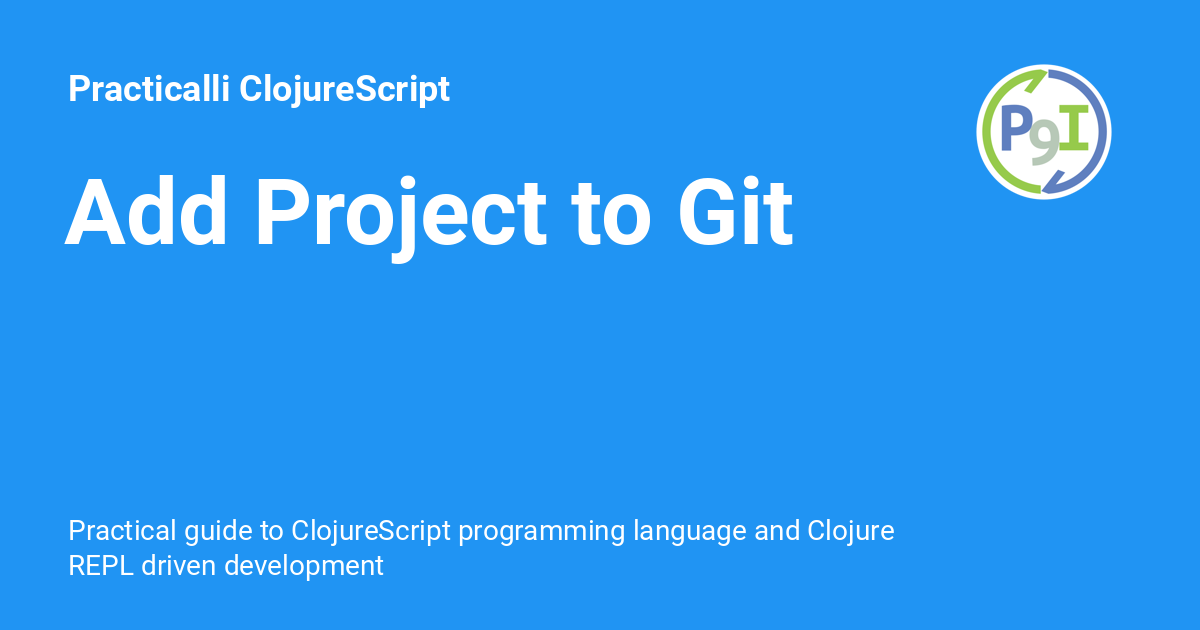 Practicalli ClojureScript
P9I
Add Project to Git
Practical guide to ClojureScript programming language and Clojure
REPL driven development